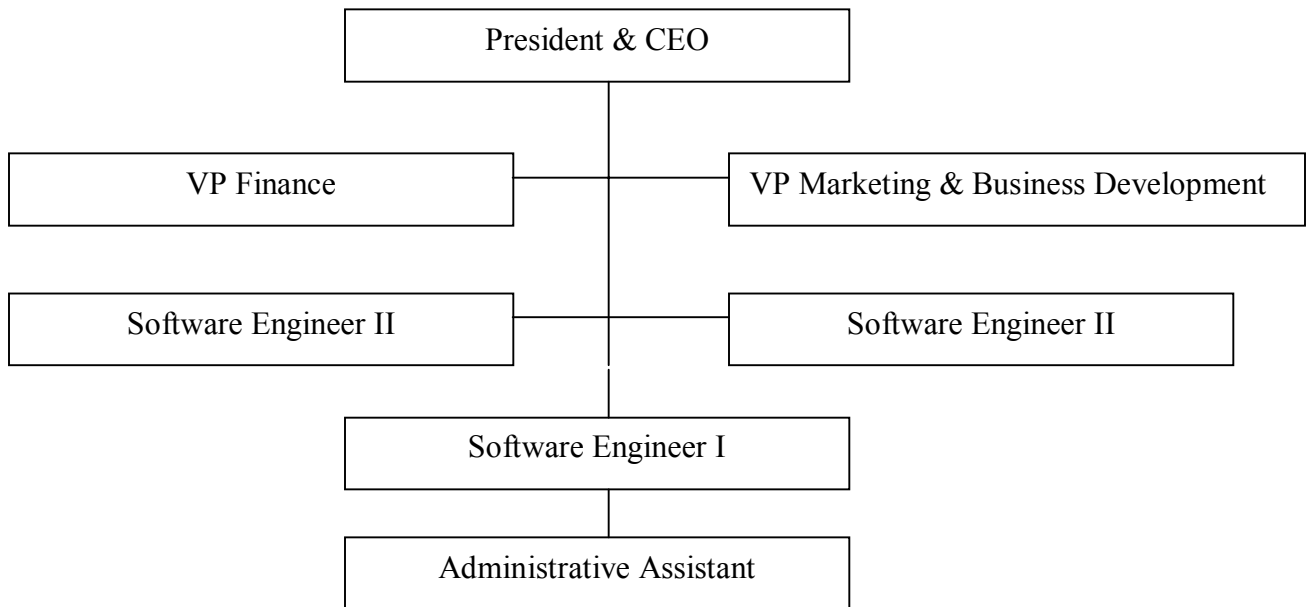 President & CEO
VP Finance
VP Marketing & Business Development
Software Engineer II
Software Engineer II
Software Engineer I
Administrative Assistant